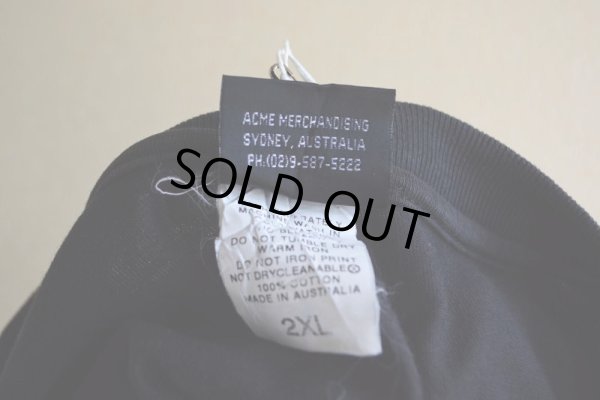 ACME MERCHANDISING
SYDNEY, AUSTRALIA
PH:(02)9-587-5222
SOLD OUT
DO NOT TUMBLE DRY
WARM IRON
DO NOT IRON PRINT
NOT DRYCLEANABLE Ⓧ
100% COTTON
MADE IN AUSTRALIA
2XL